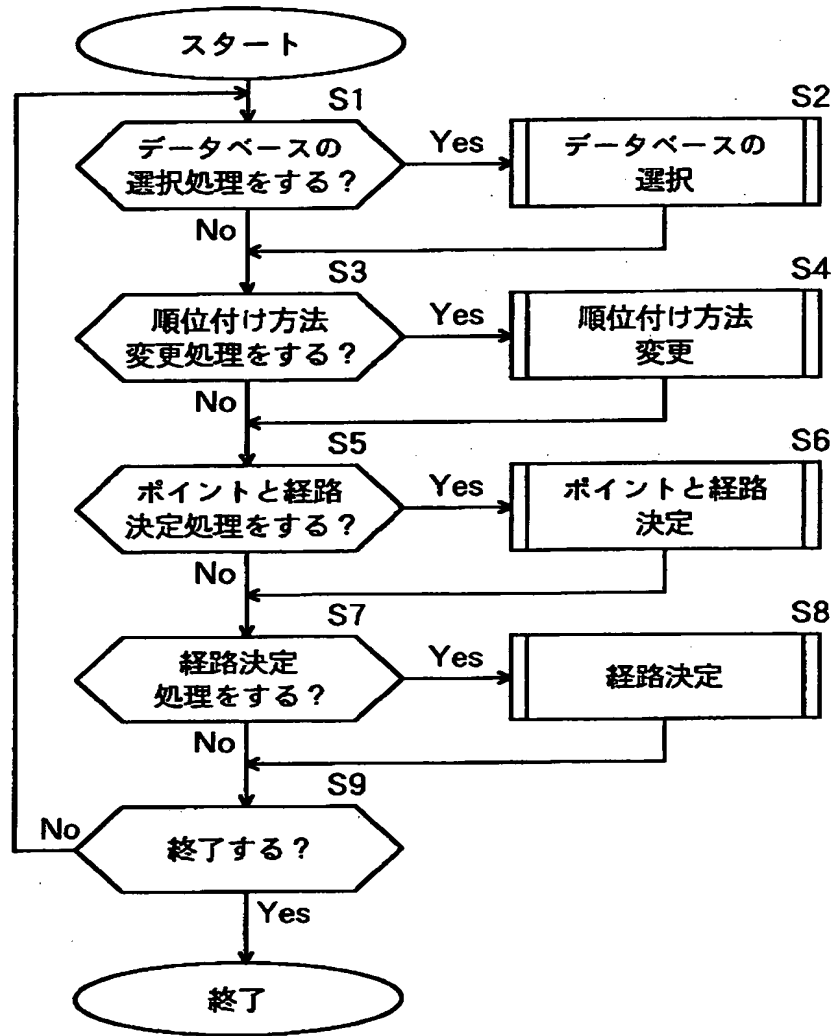 スタート
S1
データベースの
選択処理をする?
Yes
S2
データベースの
選択
No
S3
順位付け方法
変更処理をする?
Yes
S4
順位付け方法
変更
No
S5
ポイントと経路
決定処理をする?
Yes
S6
ポイントと経路
決定
No
S7
経路決定
処理をする?
Yes
S8
経路決定
No
S9
終了する?
No
Yes
終了